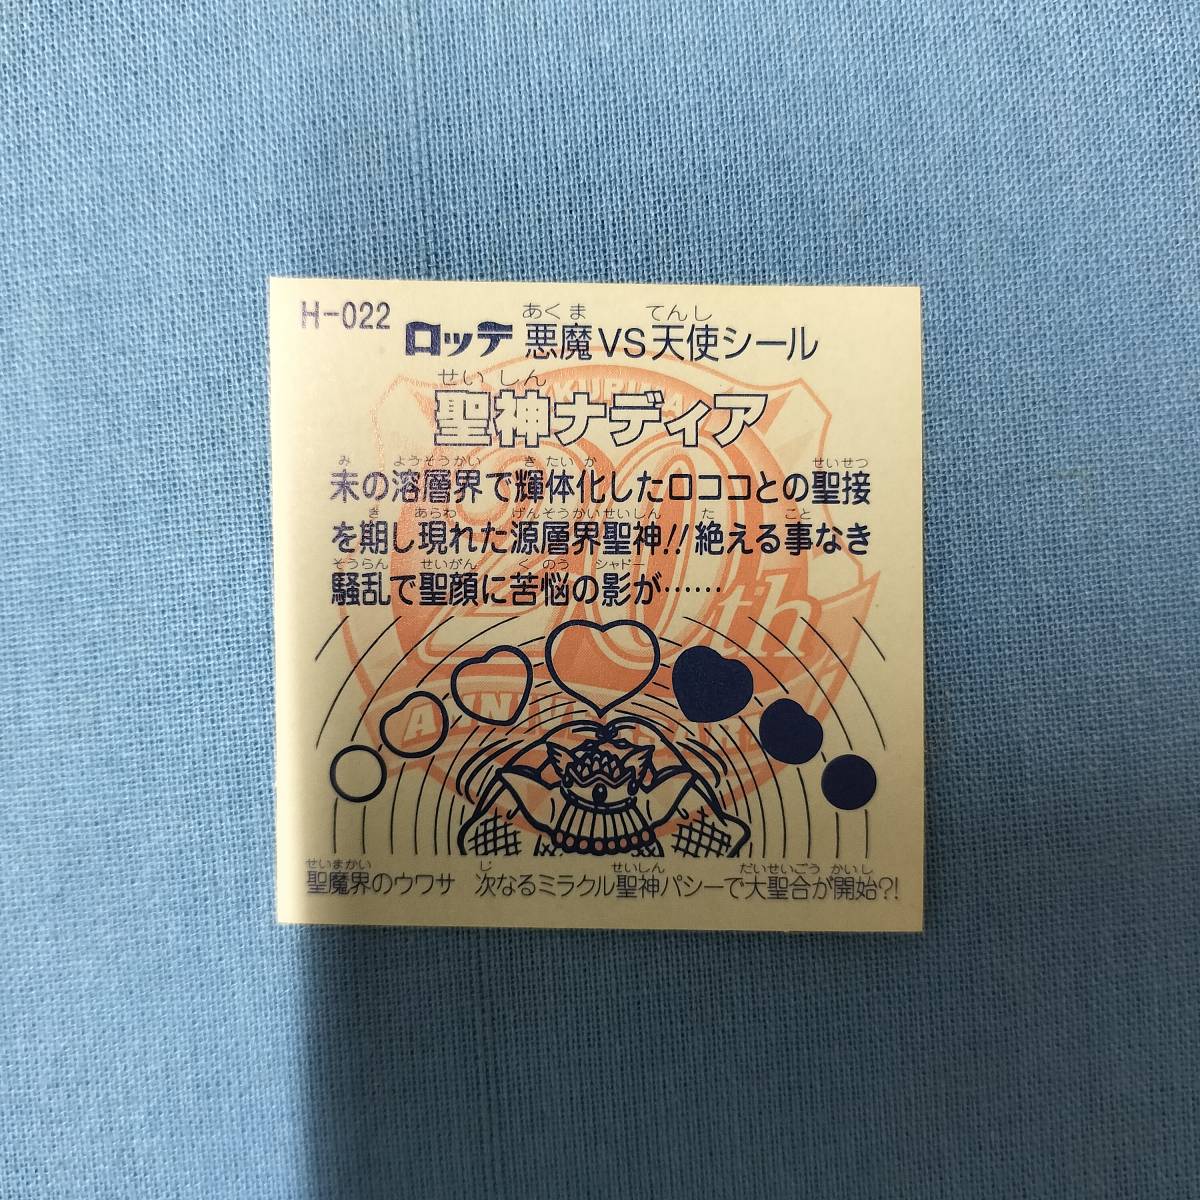 H-022
あくま てんし
ロッテ 悪魔VS天使シール
せいしん
聖神ナディア
み ようそうかい きたいか せいせつ
末の溶層界で輝体化したロココとの聖接
き あらわ げんそうかいせいしん た こと
を期し現れた源層界聖神!!絶える事なき
そうらん せいがん くのう シャドー
騒乱で聖顔に苦悩の影が……
20th
ANNIVERSARY
せいまかい じ せいしん だいせいごう かいし
聖魔界のウワサ 次なるミラクル聖神パシーで大聖合が開始?!